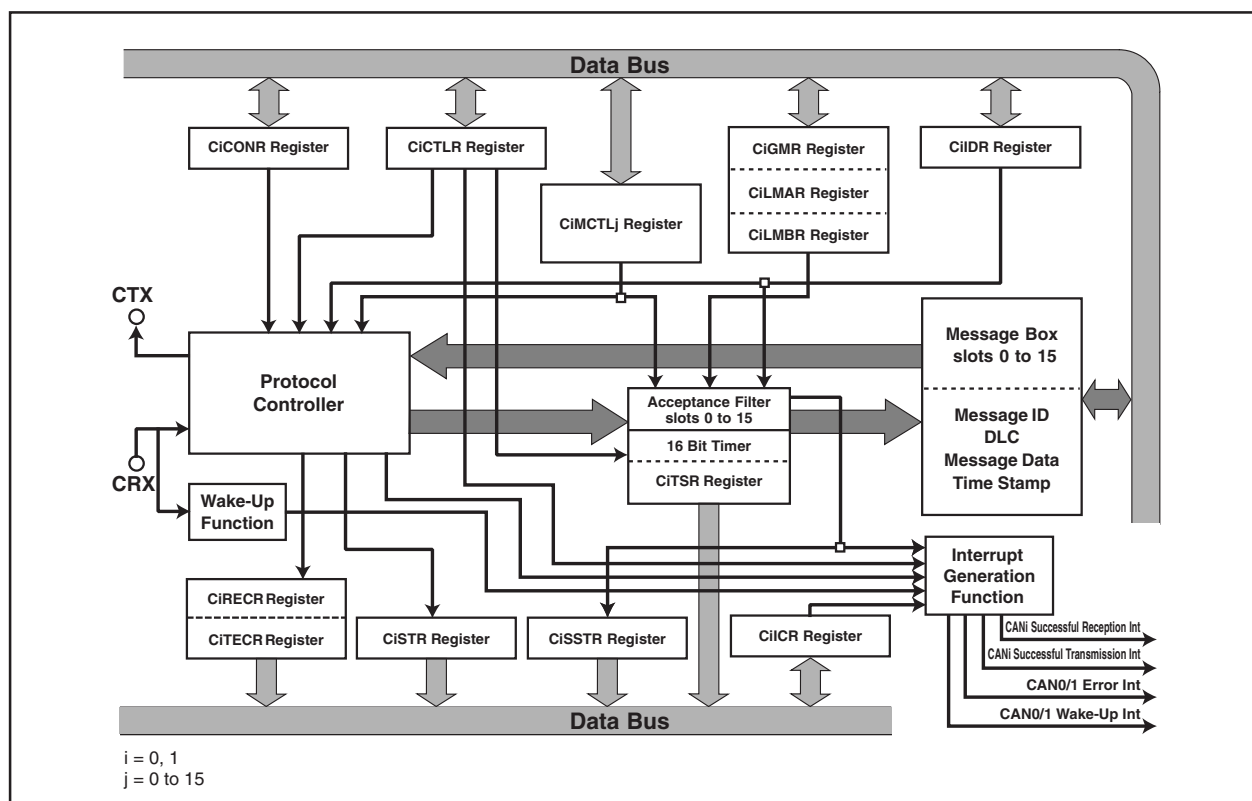 Data Bus
CiCONR Register
CiCTLR Register
CiMCTLj Register
CiGMR Register
CiLMAR Register
CiLMBR Register
CiIDR Register
CTX
CRX
Protocol
Controller
Wake-Up
Function
Acceptance Filter
slots 0 to 15
16 Bit Timer
CiTSR Register
Message Box
slots 0 to 15
Message ID
DLC
Message Data
Time Stamp
Interrupt
Generation
Function
CiRECR Register
CiTECR Register
CiSTR Register
CiSSTR Register
CiICR Register
CANi Successful Reception Int
CANi Successful Transmission Int
CAN0/1 Error Int
CAN0/1 Wake-Up Int
Data Bus
i = 0, 1
j = 0 to 15